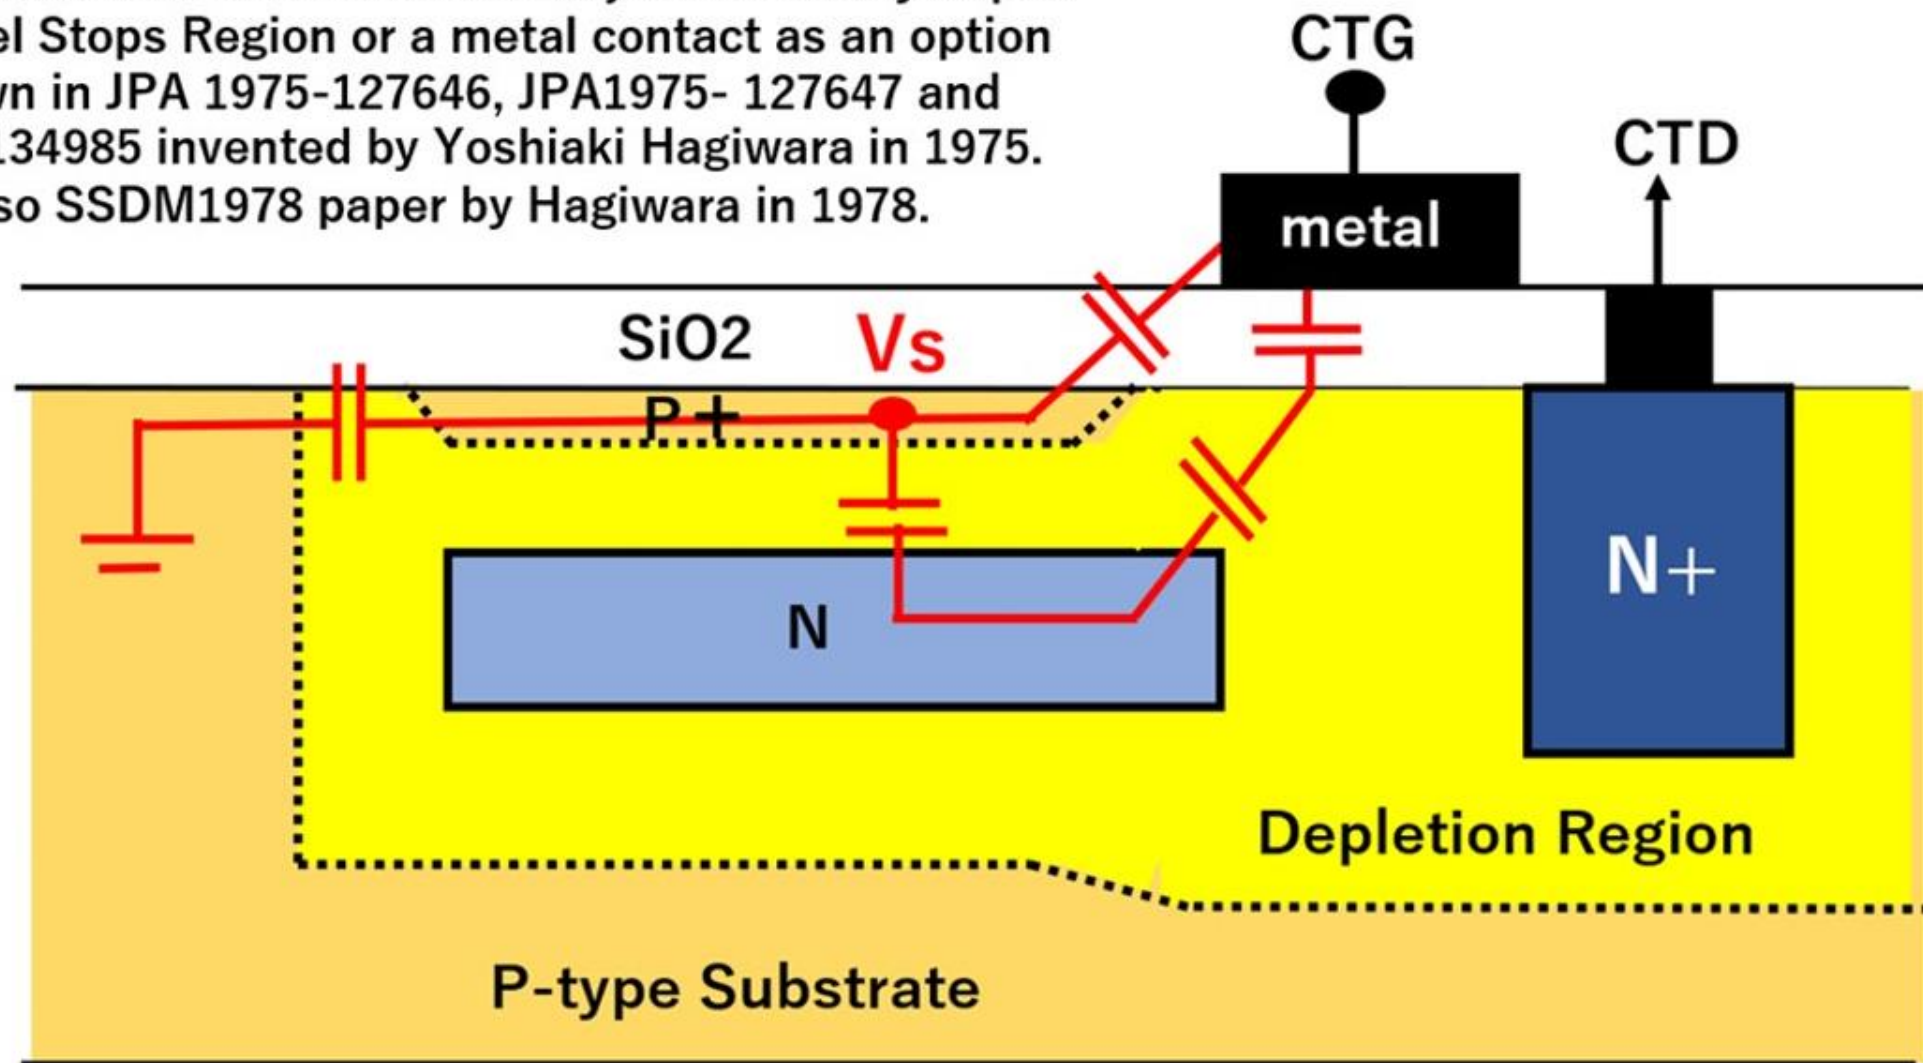 el Stops Region or a metal contact as an option
wn in JPA 1975-127646, JPA1975- 127647 and
134985 invented by Yoshiaki Hagiwara in 1975.
so SSDM1978 paper by Hagiwara in 1978.
CTG
CTD
metal
SiO2
Vs
P+
N
N+
Depletion Region
P-type Substrate